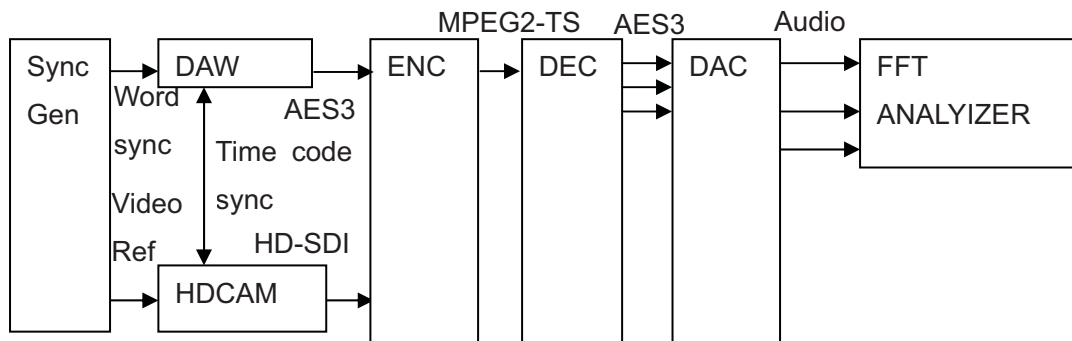 MPEG2-TS AES3 Audio
Sync
Gen
DAW
ENC
DEC
DAC
FFT
ANALYIZER
Word
sync
AES3
Time code
sync
Video
Ref
HD-SDI
HDCAM